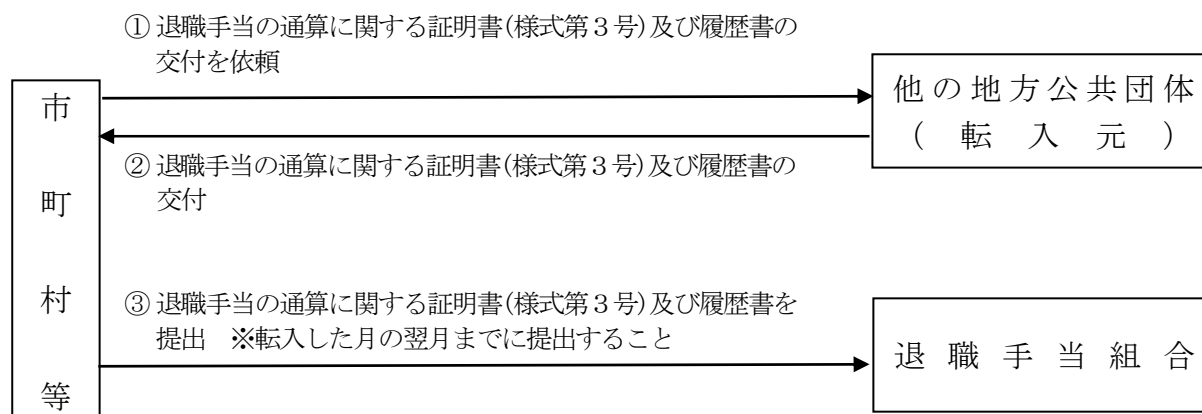 ① 退職手当の通算に関する証明書(様式第３号)及び履歴書の
交付を依頼
市町村等
他の地方公共団体
（転入元）
② 退職手当の通算に関する証明書(様式第３号)及び履歴書の
交付
③ 退職手当の通算に関する証明書(様式第３号)及び履歴書を
提出　※転入した月の翌月までに提出すること
退職手当組合